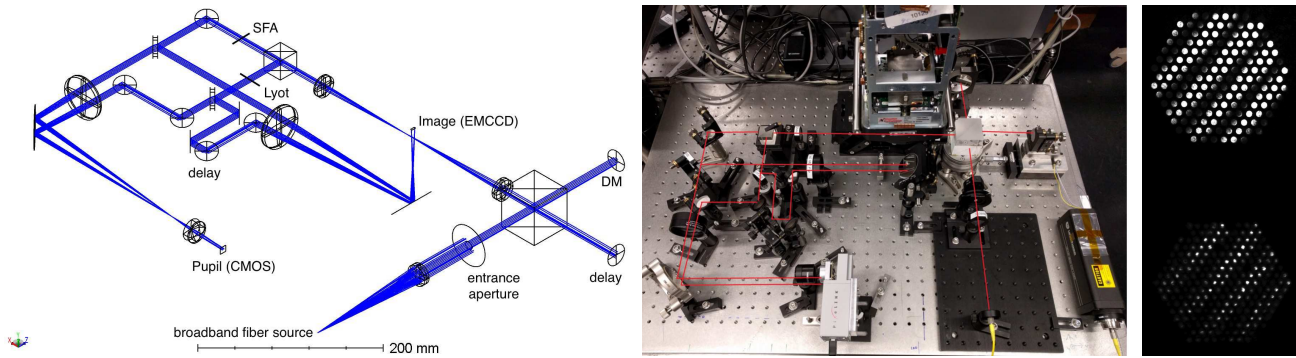 SFA
Lyot
Image (EMCCD)
delay
DM
Pupil (CMOS)
entrance
aperture
delay
broadband fiber source
200 mm